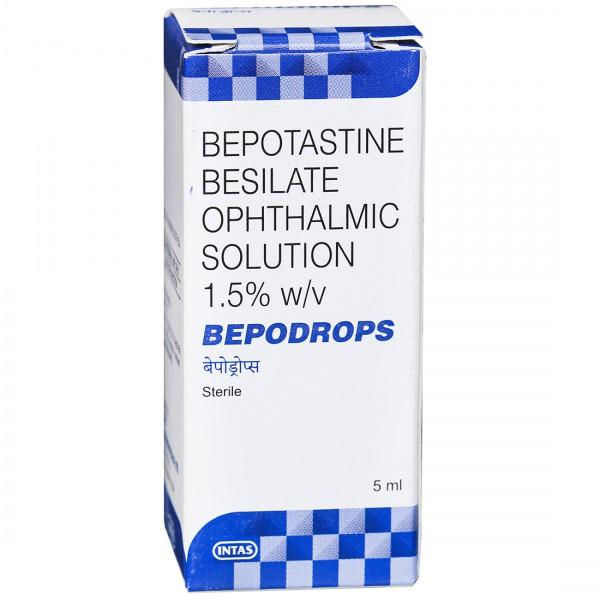 BEPOTASTINE
BESILATE
OPHTHALMIC
SOLUTION
1.5% w/v
BEPODROPS
बेपोड्रोप्स
Sterile
5 ml
INTAS